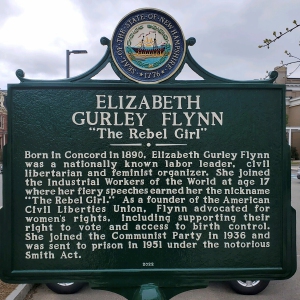 SEAL OF THE STATE OF NEW HAMPSHIRE
1776
ELIZABETH
GURLEY FLYNN
"The Rebel Girl"
Born in Concord in 1890, Elizabeth Gurley Flynn
was a nationally known labor leader, civil
libertarian and feminist organizer. She joined
the Industrial Workers of the World at age 17
where her fiery speeches earned her the nickname
"The Rebel Girl." As a founder of the American
Civil Liberties Union, Flynn advocated for
women's rights, including supporting their
right to vote and access to birth control.
She joined the Communist Party in 1936 and
was sent to prison in 1951 under the notorious
Smith Act.
2022